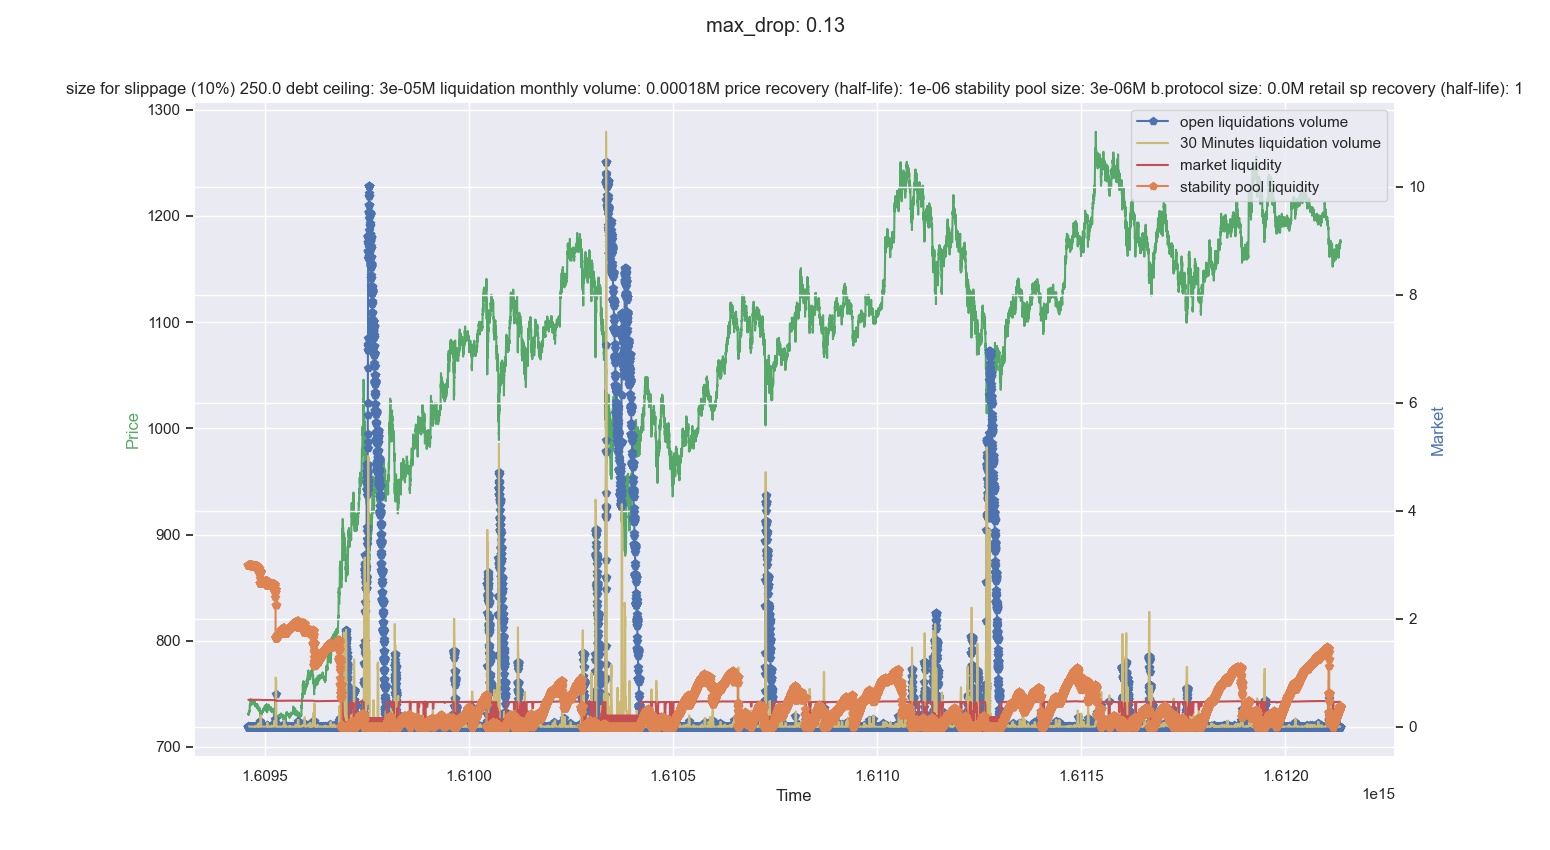 max_drop: 0.13
size for slippage (10%) 250.0 debt ceiling: 3e-05M liquidation monthly volume: 0.00018M price recovery (half-life): 1e-06 stability pool size: 3e-06M b.protocol size: 0.0M retail sp recovery (half-life): 1
open liquidations volume
30 Minutes liquidation volume
market liquidity
stability pool liquidity
1300
1200
1100
1000
900
800
700
Price
10
8
6
4
2
0
Market
1.6095 1.6100 1.6105 1.6110 1.6115 1.6120
1e15
Time